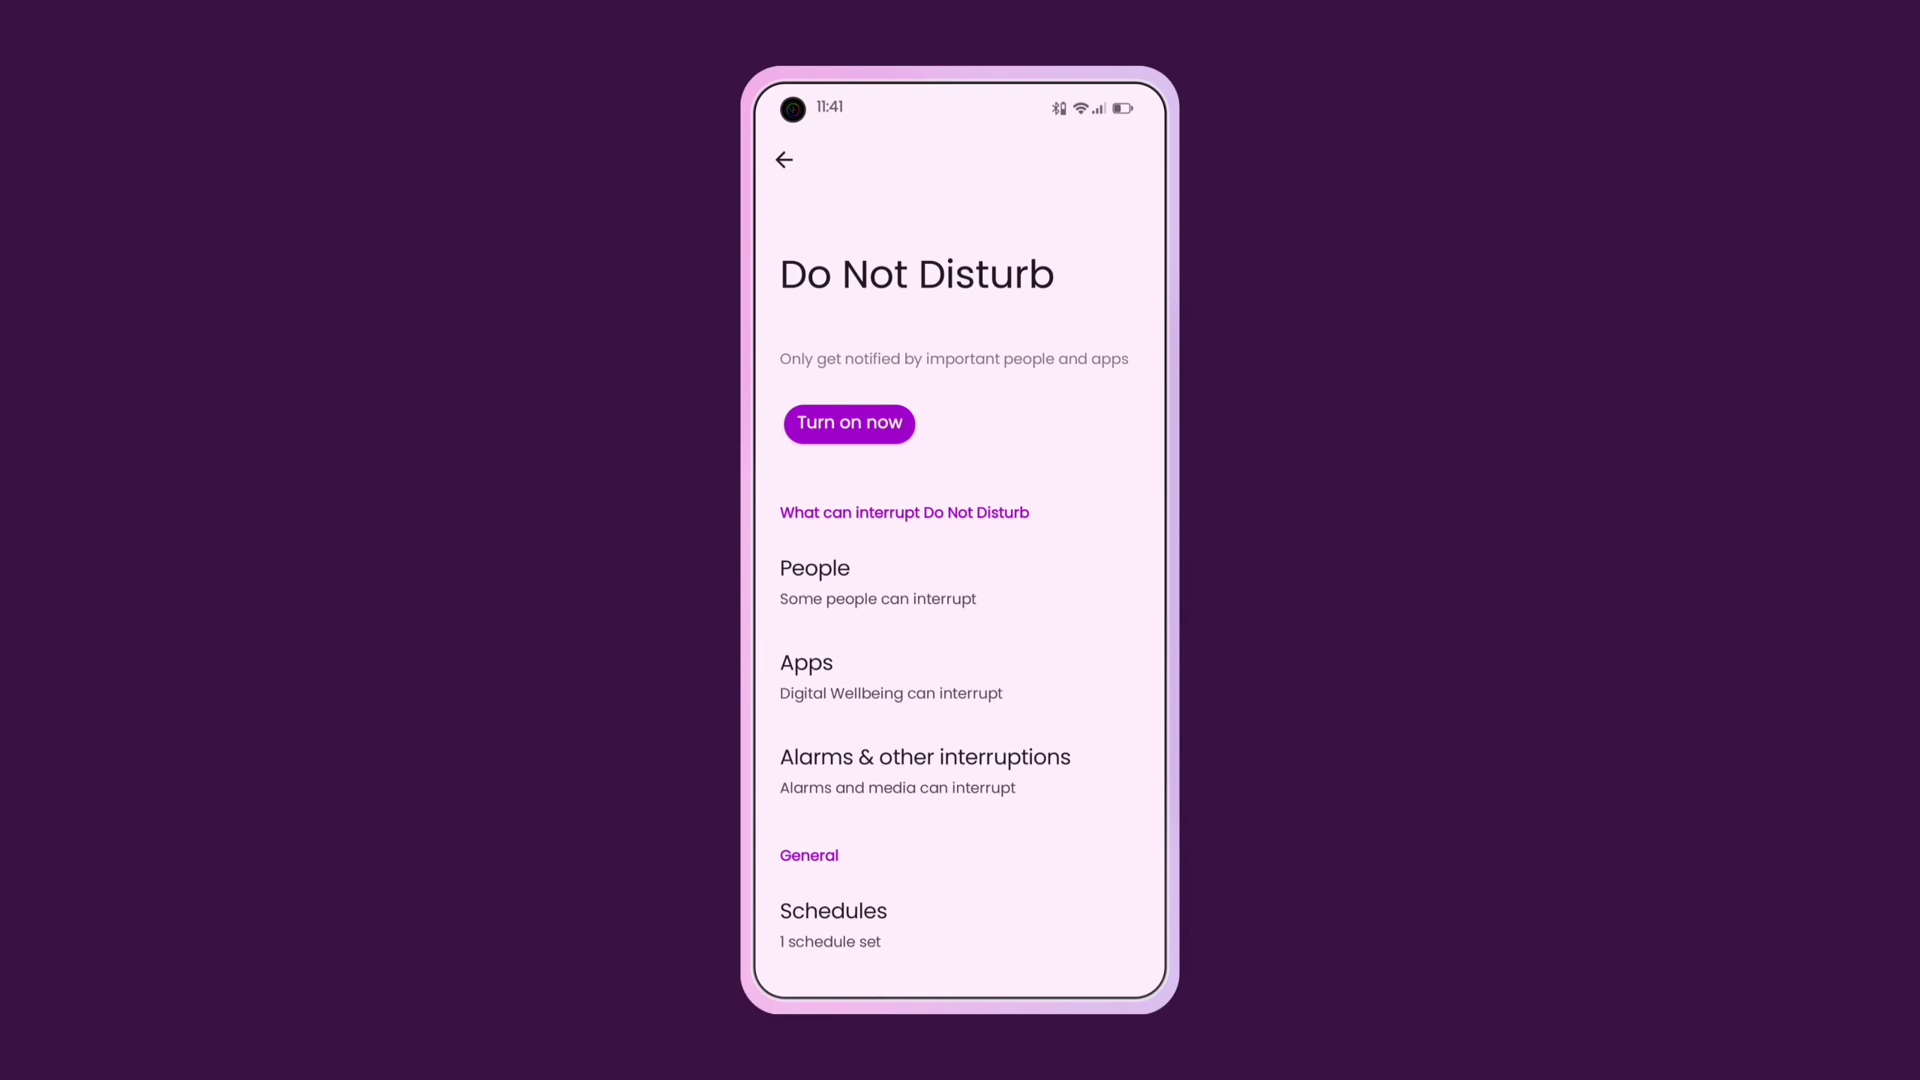 11:41
Do Not Disturb
Only get notified by important people and apps
Turn on now
What can interrupt Do Not Disturb
People
Some people can interrupt
Apps
Digital Wellbeing can interrupt
Alarms & other interruptions
Alarms and media can interrupt
General
Schedules
1 schedule set